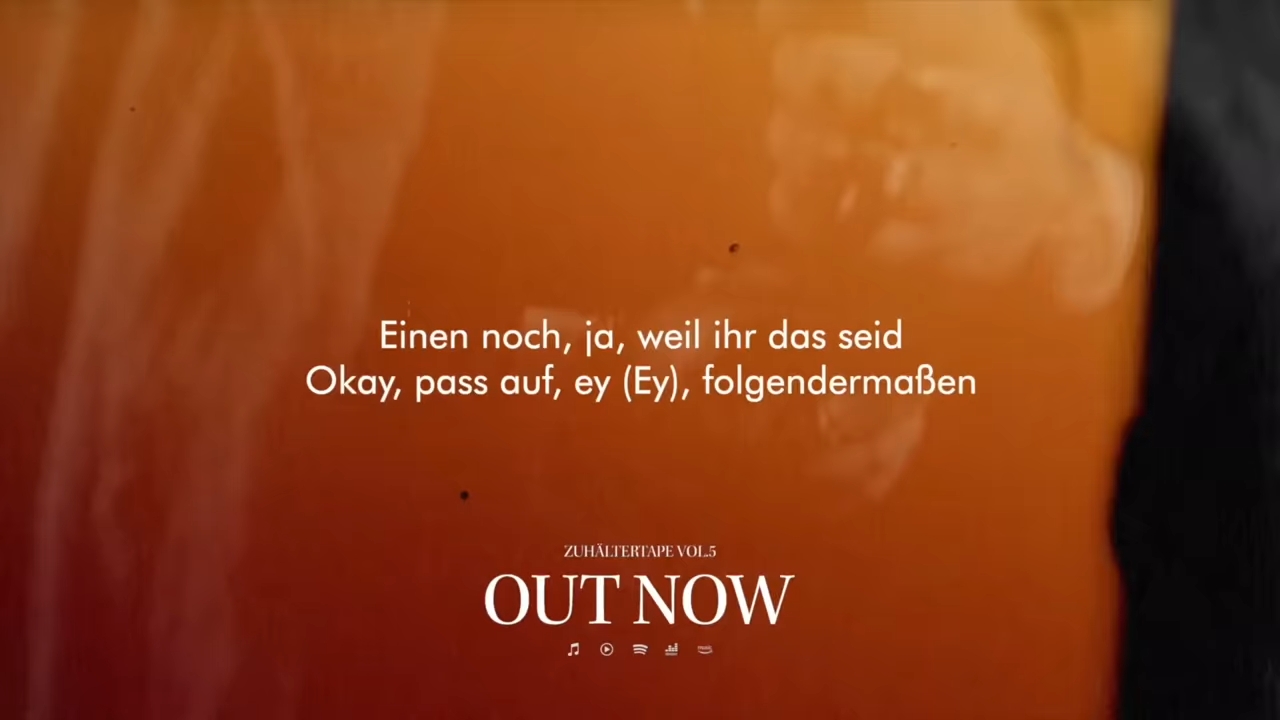 Einen noch, ja, weil ihr das seid
Okay, pass auf, ey (Ey), folgendermaßen
ZUHÄLTERTAPE VOL.5
OUT NOW